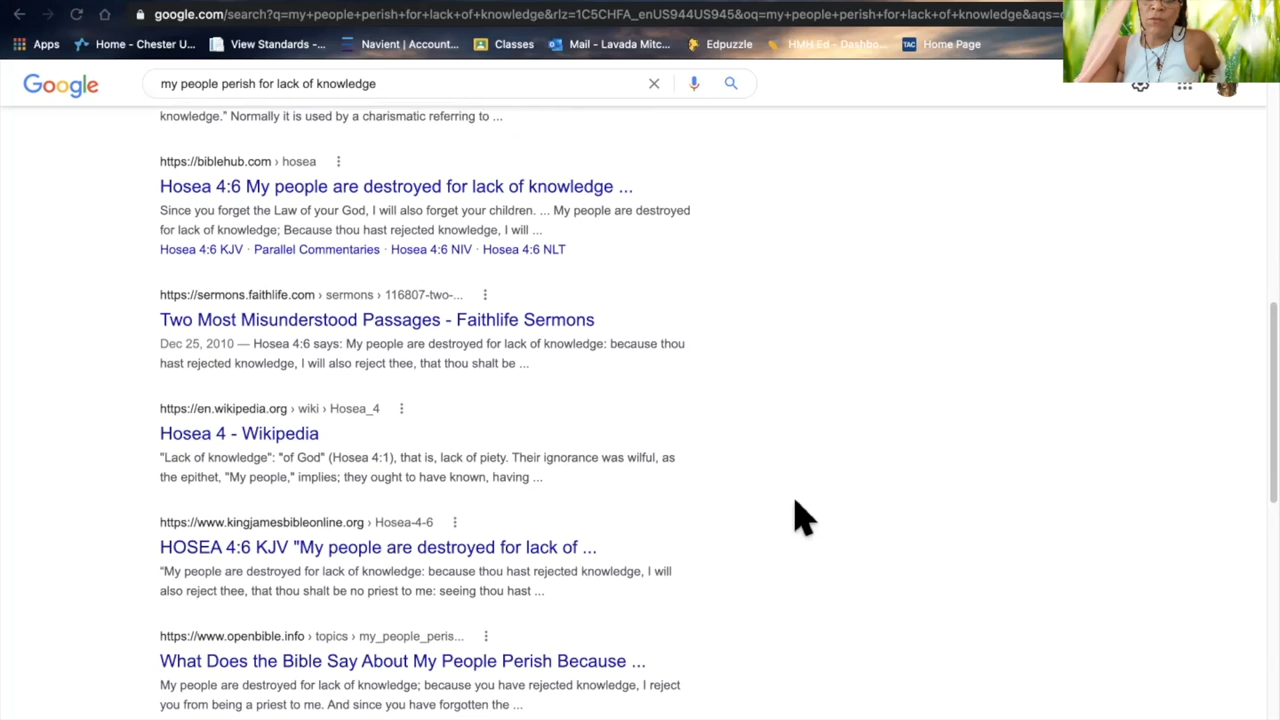 google.com/search?q=my+people+perish+for+lack+of+knowledge&rlz=1C5CHFA_enUS944US945&oq=my+people+perish+for+lack+of+knowledge&aqs=c
Apps Home - Chester U... View Standards -... Navient | Account... Classes Mail - Lavada Mitc... Edpuzzle HMH Ed - Dashbo... TAC Home Page
Google my people perish for lack of knowledge
knowledge.” Normally it is used by a charismatic referring to ...
https://biblehub.com › hosea
Hosea 4:6 My people are destroyed for lack of knowledge ...
Since you forget the Law of your God, I will also forget your children. ... My people are destroyed
for lack of knowledge; Because thou hast rejected knowledge, I will ...
Hosea 4:6 KJV · Parallel Commentaries · Hosea 4:6 NIV · Hosea 4:6 NLT
https://sermons.faithlife.com › sermons › 116807-two-...
Two Most Misunderstood Passages - Faithlife Sermons
Dec 25, 2010 — Hosea 4:6 says: My people are destroyed for lack of knowledge: because thou
hast rejected knowledge, I will also reject thee, that thou shalt be ...
https://en.wikipedia.org › wiki › Hosea_4
Hosea 4 - Wikipedia
"Lack of knowledge": "of God" (Hosea 4:1), that is, lack of piety. Their ignorance was wilful, as
the epithet, "My people," implies; they ought to have known, having ...
https://www.kingjamesbibleonline.org › Hosea-4-6
HOSEA 4:6 KJV "My people are destroyed for lack of ...
“My people are destroyed for lack of knowledge: because thou hast rejected knowledge, I will
also reject thee, that thou shalt be no priest to me: seeing thou hast ...
https://www.openbible.info › topics › my_people_peris...
What Does the Bible Say About My People Perish Because ...
My people are destroyed for lack of knowledge; because you have rejected knowledge, I reject
you from being a priest to me. And since you have forgotten the ...